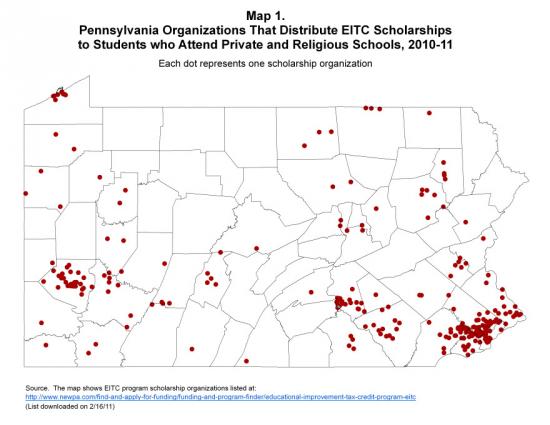 Map 1.
Pennsylvania Organizations That Distribute EITC Scholarships
to Students who Attend Private and Religious Schools, 2010-11
Each dot represents one scholarship organization
Source.  The map shows EITC program scholarship organizations listed at:
http://www.newpa.com/find-and-apply-for-funding/funding-and-program-finder/educational-improvement-tax-credit-program-eitc
(List downloaded on 2/16/11)